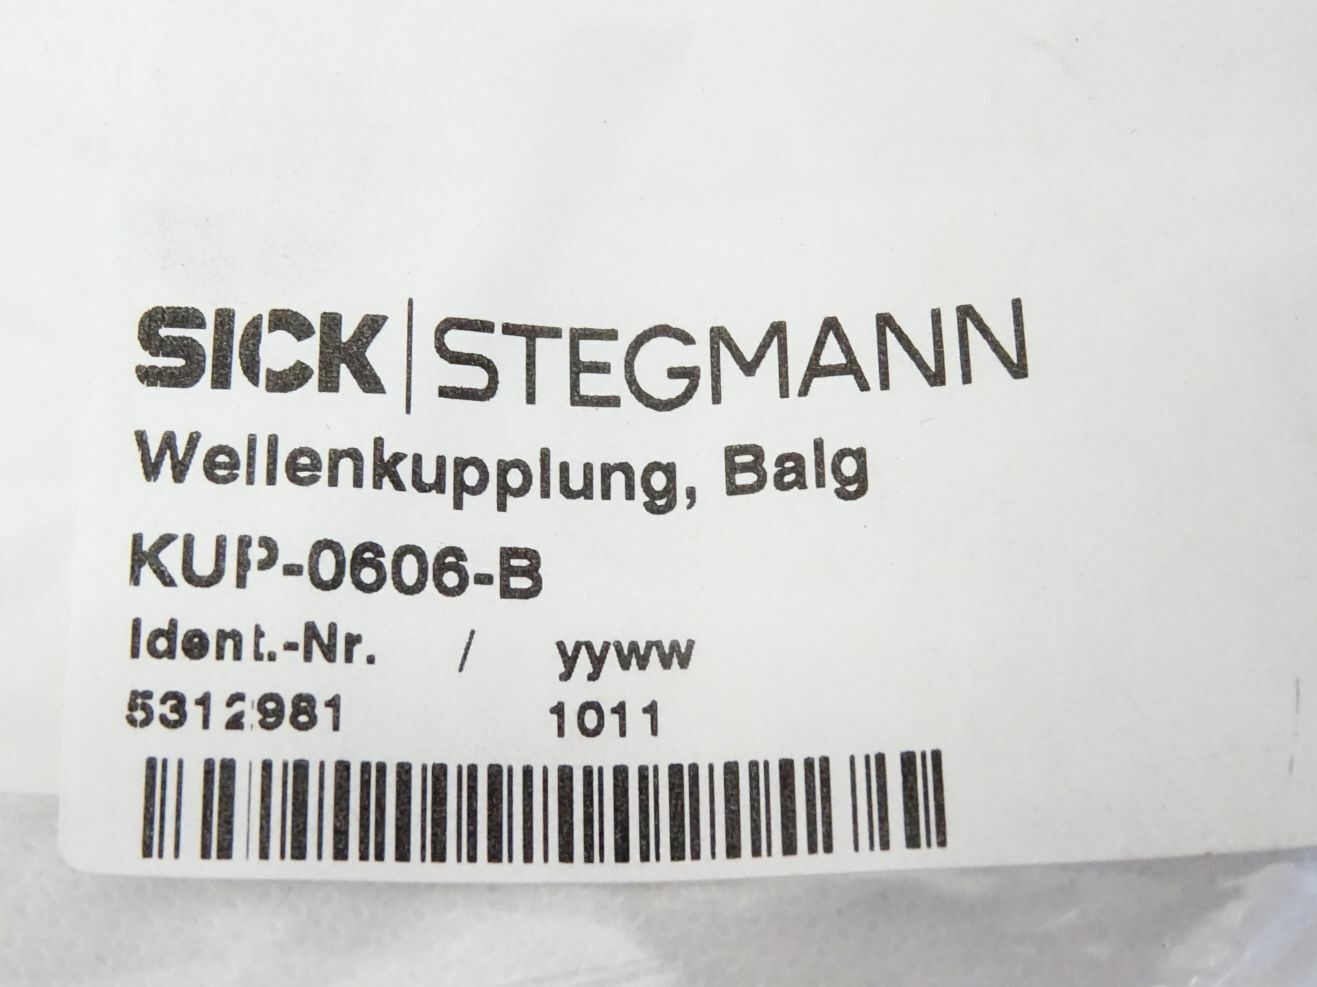 SICK|STEGMANN
Wellenkupplung, Balg
KUP-0606-B
Ident.-Nr. / yyww
5312981 1011